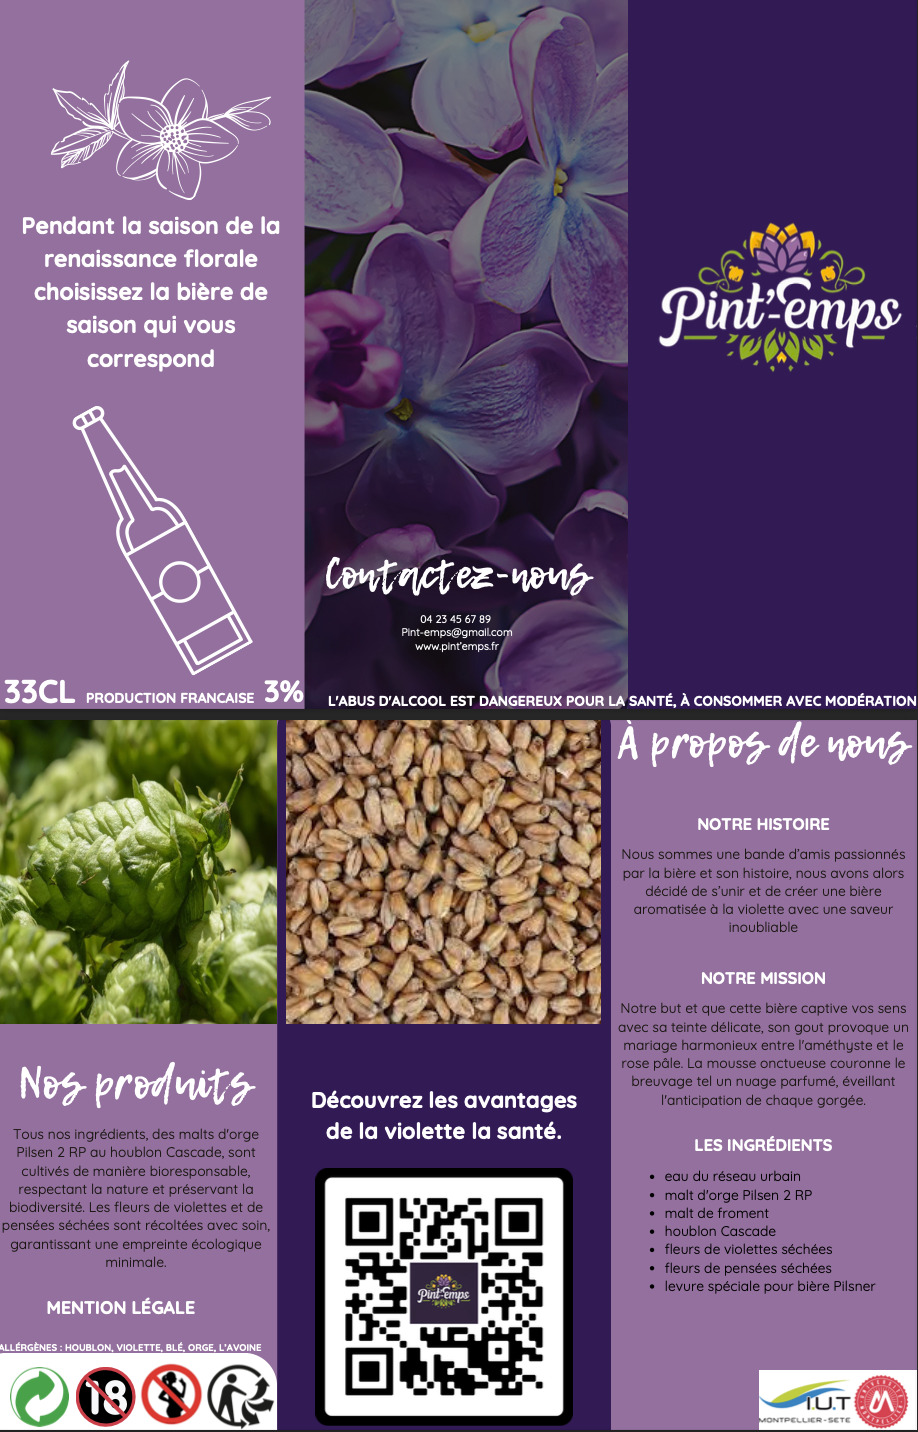 Pendant la saison de la
renaissance florale
choisissez la bière de
saison qui vous
correspond
33CL PRODUCTION FRANCAISE 3%
Contactez-nous
04 23 45 67 89
Pint-emps@gmail.com
www.pint'emps.fr
Pint'-Emps
L'ABUS D'ALCOOL EST DANGEREUX POUR LA SANTÉ, À CONSOMMER AVEC MODÉRATION
Nos produits
Tous nos ingrédients, des malts d'orge
Pilsen 2 RP au houblon Cascade, sont
cultivés de manière bioresponsable,
respectant la nature et préservant la
biodiversité. Les fleurs de violettes et de
pensées séchées sont récoltées avec soin,
garantissant une empreinte écologique
minimale.
MENTION LÉGALE
ALLÉRGÈNES : HOUBLON, VIOLETTE, BLÉ, ORGE, L'AVOINE
18
Découvrez les avantages
de la violette la santé.
Pint-Emps
À propos de nous
NOTRE HISTOIRE
Nous sommes une bande d'amis passionnés
par la bière et son histoire, nous avons alors
décidé de s'unir et de créer une bière
aromatisée à la violette avec une saveur
inoubliable
NOTRE MISSION
Notre but et que cette bière captive vos sens
avec sa teinte délicate, son gout provoque un
mariage harmonieux entre l'améthyste et le
rose pâle. La mousse onctueuse couronne le
breuvage tel un nuage parfumé, éveillant
l'anticipation de chaque gorgée.
LES INGRÉDIENTS
• eau du réseau urbain
• malt d'orge Pilsen 2 RP
• malt de froment
• houblon Cascade
• fleurs de violettes séchées
• fleurs de pensées séchées
• levure spéciale pour bière Pilsner
I.U.T
MONTPELLIER-SETE